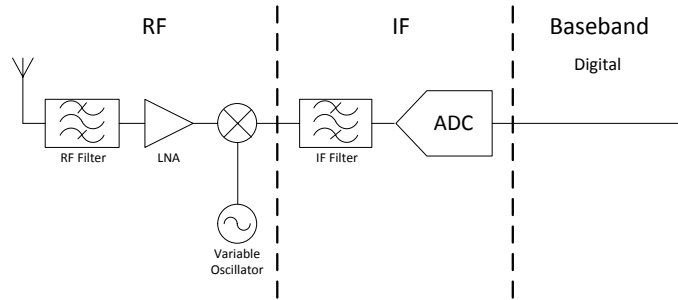 RF
IF
Baseband
Digital
ADC
RF Filter
LNA
IF Filter
Variable
Oscillator